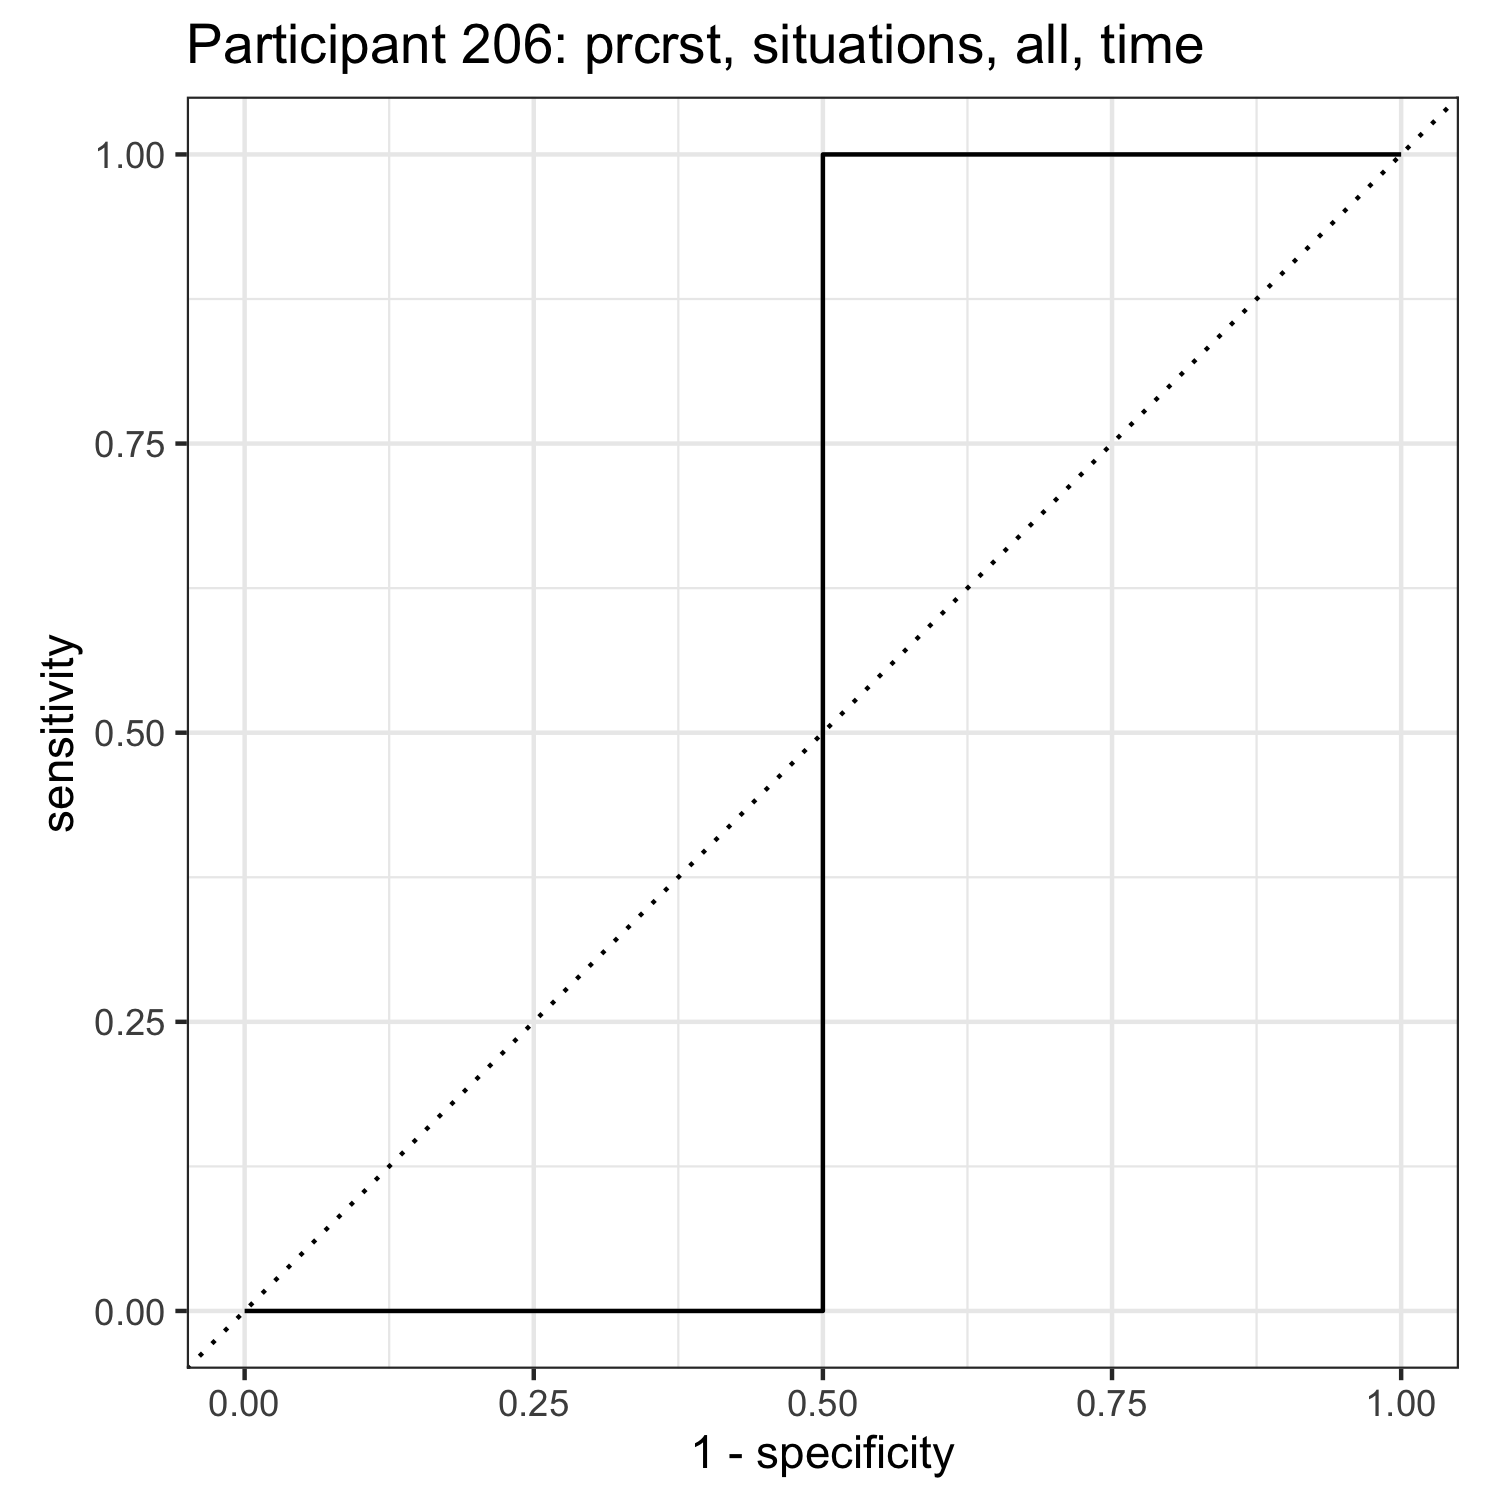 Participant 206: prcrst, situations, all, time
1.00
0.75
0.50
0.25
0.00
sensitivity
0.00 0.25 0.50 0.75 1.00
1 - specificity